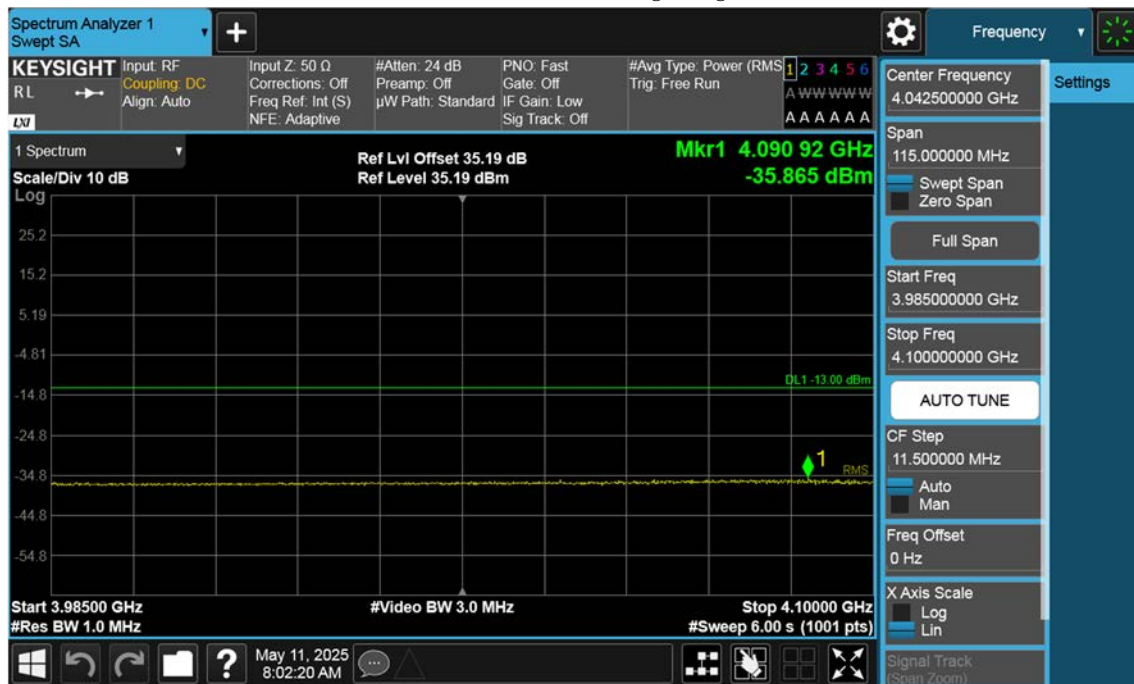 Spectrum Analyzer 1
Swept SA
+
Frequency
KEYSIGHT
RL
LXI
Input: RF
Coupling: DC
Align: Auto
Input Z: 50 Ω
Corrections: Off
Freq Ref: Int (S)
NFE: Adaptive
#Atten: 24 dB
Preamp: Off
µW Path: Standard
PNO: Fast
Gate: Off
IF Gain: Low
Sig Track: Off
#Avg Type: Power (RMS
Trig: Free Run
1 2 3 4 5 6
A W W W W W
A A A A A A
1 Spectrum
Scale/Div 10 dB
Ref Lvl Offset 35.19 dB
Ref Level 35.19 dBm
Mkr1 4.090 92 GHz
-35.865 dBm
Log
25.2
15.2
5.19
-4.81
-14.8
-24.8
-34.8
-44.8
-54.8
DL1 -13.00 dBm
1
RMS
Start 3.98500 GHz
#Res BW 1.0 MHz
#Video BW 3.0 MHz
Stop 4.10000 GHz
#Sweep 6.00 s (1001 pts)
Center Frequency
4.042500000 GHz
Span
115.000000 MHz
Swept Span
Zero Span
Full Span
Start Freq
3.985000000 GHz
Stop Freq
4.100000000 GHz
AUTO TUNE
CF Step
11.500000 MHz
Auto
Man
Freq Offset
0 Hz
X Axis Scale
Log
Lin
Signal Track
(Span Zoom)
Settings
?
May 11, 2025
8:02:20 AM